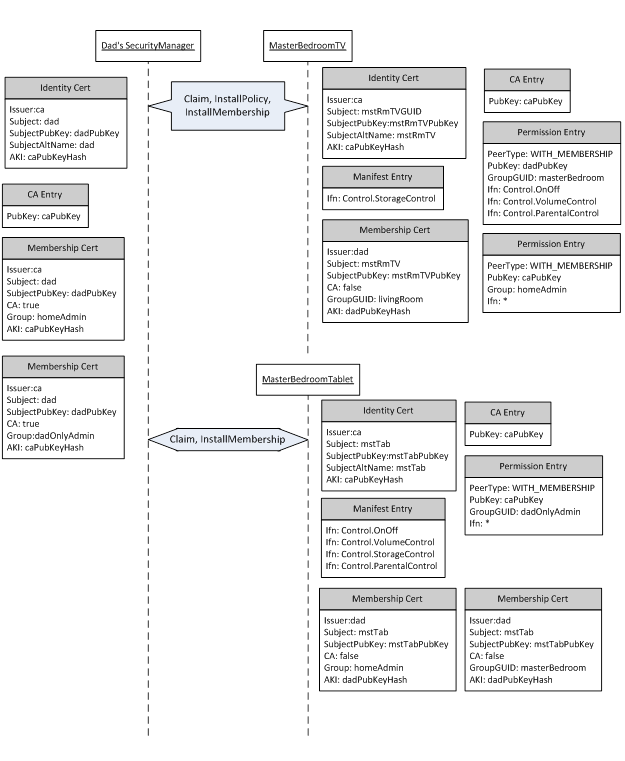 Dad's SecurityManager
MasterBedroomTV
Claim, InstallPolicy,
InstallMembership
Identity Cert
Issuer:ca
Subject: dad
SubjectPubKey: dadPubKey
SubjectAltName: dad
AKI: caPubKeyHash
CA Entry
PubKey: caPubKey
Membership Cert
Issuer:ca
Subject: dad
SubjectPubKey: dadPubKey
CA: true
Group: homeAdmin
AKI: caPubKeyHash
Membership Cert
Issuer:ca
Subject: dad
SubjectPubKey: dadPubKey
CA: true
Group:dadOnlyAdmin
AKI: caPubKeyHash
Identity Cert
Issuer:ca
Subject: mstRmTVGUID
SubjectPubKey:mstRmTVPubKey
SubjectAltName: mstRmTV
AKI: caPubKeyHash
Manifest Entry
Ifn: Control.StorageControl
Membership Cert
Issuer:dad
Subject: mstRmTV
SubjectPubKey: mstRmTVPubKey
CA: false
GroupGUID: livingRoom
AKI: dadPubKeyHash
CA Entry
PubKey: caPubKey
Permission Entry
PeerType: WITH_MEMBERSHIP
PubKey: dadPubKey
GroupGUID: masterBedroom
Ifn: Control.OnOff
Ifn: Control.VolumeControl
Ifn: Control.ParentalControl
Permission Entry
PeerType: WITH_MEMBERSHIP
PubKey: caPubKey
Group: homeAdmin
Ifn: *
MasterBedroomTablet
Claim, InstallMembership
Identity Cert
Issuer:ca
Subject: mstTab
SubjectPubKey:mstTabPubKey
SubjectAltName: mstTab
AKI: caPubKeyHash
Manifest Entry
Ifn: Control.OnOff
Ifn: Control.VolumeControl
Ifn: Control.StorageControl
Ifn: Control.ParentalControl
CA Entry
PubKey: caPubKey
Permission Entry
PeerType: WITH_MEMBERSHIP
PubKey: caPubKey
GroupGUID: dadOnlyAdmin
Ifn: *
Membership Cert
Issuer:dad
Subject: mstTab
SubjectPubKey: mstTabPubKey
CA: false
Group: homeAdmin
AKI: dadPubKeyHash
Membership Cert
Issuer:dad
Subject: mstTab
SubjectPubKey: mstTabPubKey
CA: false
GroupGUID: masterBedroom
AKI: dadPubKeyHash